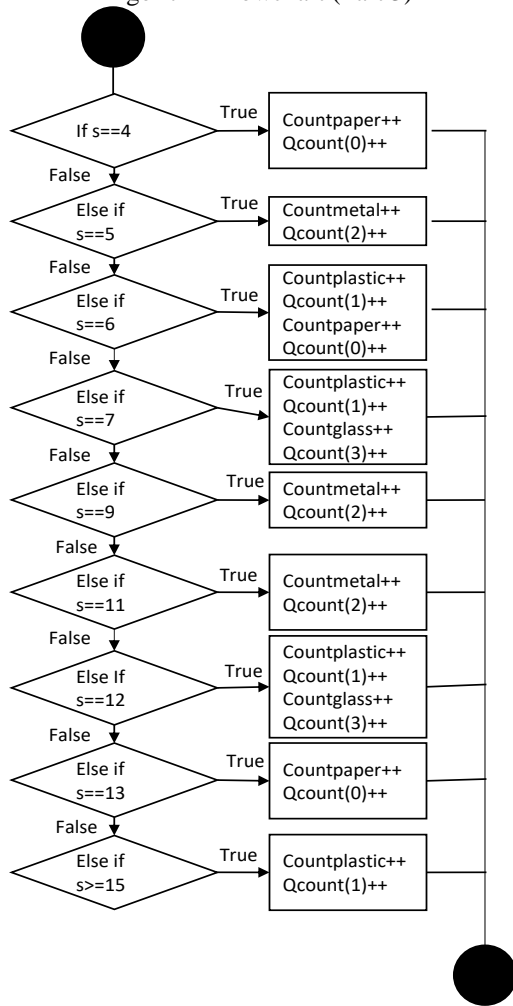 True
If s==4
Countpaper++
Qcount(0)++
False
True
Else if
s==5
Countmetal++
Qcount(2)++
False
True
Else if
s==6
Countplastic++
Qcount(1)++
Countpaper++
Qcount(0)++
False
True
Else if
s==7
Countplastic++
Qcount(1)++
Countglass++
Qcount(3)++
False
True
Else if
s==9
Countmetal++
Qcount(2)++
False
True
Else if
s==11
Countmetal++
Qcount(2)++
False
True
Else If
s==12
Countplastic++
Qcount(1)++
Countglass++
Qcount(3)++
False
True
Else if
s==13
Countpaper++
Qcount(0)++
False
True
Else if
s>=15
Countplastic++
Qcount(1)++